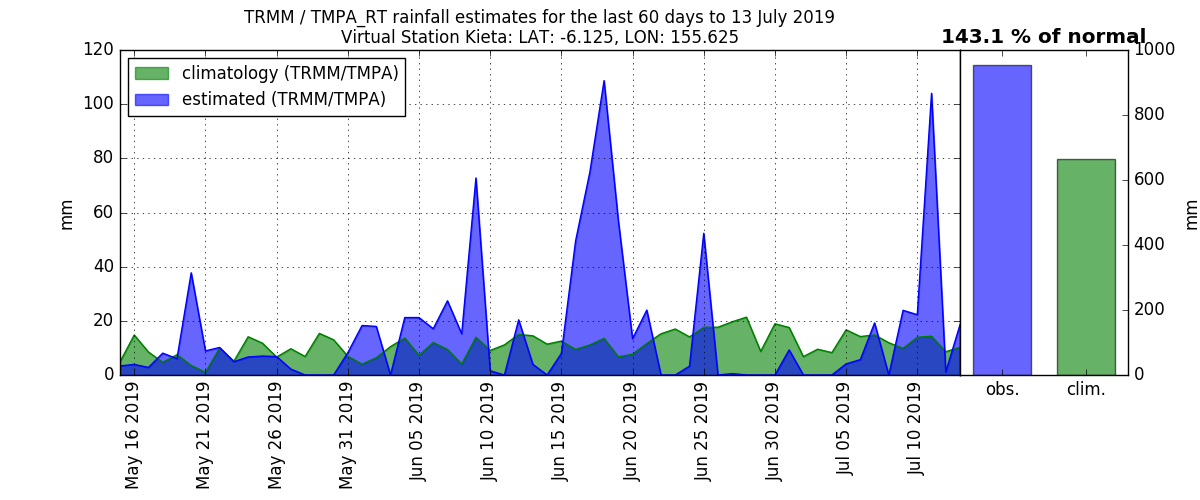 TRMM / TMPA_RT rainfall estimates for the last 60 days to 13 July 2019
Virtual Station Kieta: LAT: -6.125, LON: 155.625
143.1 % of normal
climatology (TRMM/TMPA)
estimated (TRMM/TMPA)
mm
120
100
80
60
40
20
0
May 16 2019
May 21 2019
May 26 2019
May 31 2019
Jun 05 2019
Jun 10 2019
Jun 15 2019
Jun 20 2019
Jun 25 2019
Jun 30 2019
Jul 05 2019
Jul 10 2019
obs.
clim.
1000
800
600
400
200
0
mm